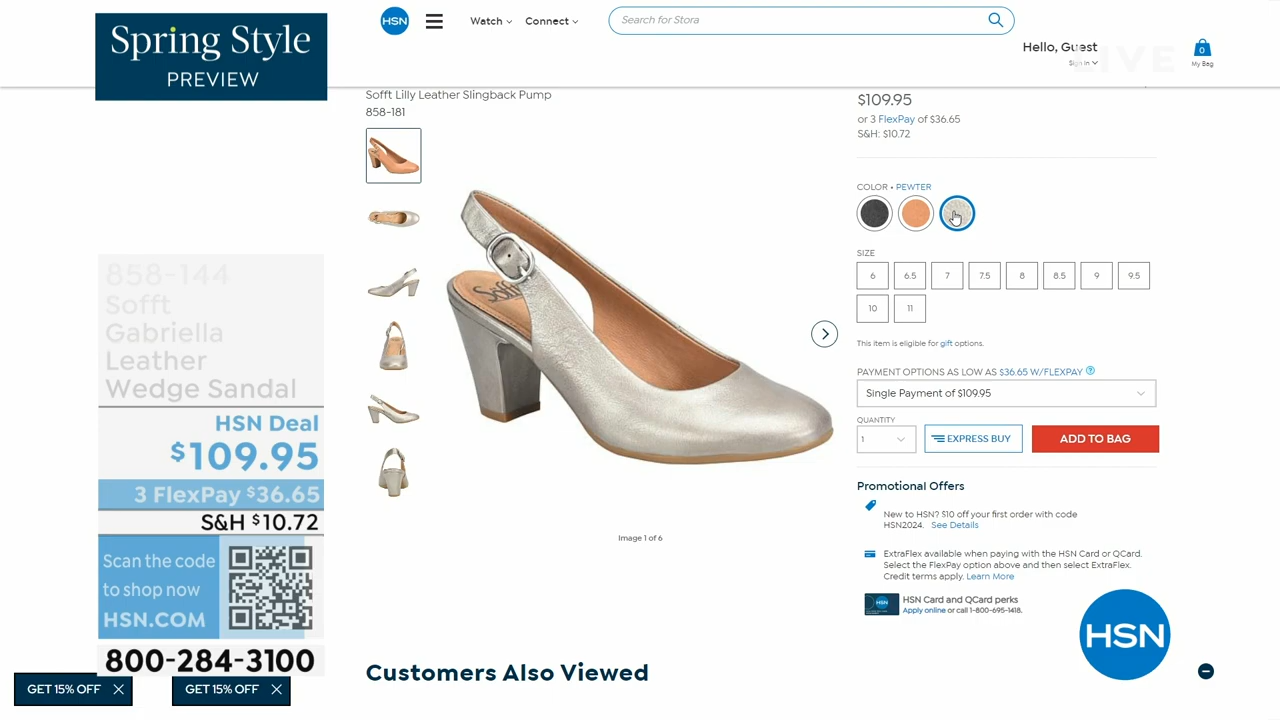 Spring Style
PREVIEW
HSN
Watch
Connect
Search for Stora
Hello, Guest
Sign In
LIVE
0
My Bag
Sofft Lilly Leather Slingback Pump
858-181
$109.95
or 3 FlexPay of $36.65
S&H: $10.72
COLOR • PEWTER
SIZE
6 6.5 7 7.5 8 8.5 9 9.5
10 11
This item is eligible for gift options.
PAYMENT OPTIONS AS LOW AS $36.65 W/FLEXPAY ?
Single Payment of $109.95
QUANTITY
1
EXPRESS BUY
ADD TO BAG
Promotional Offers
New to HSN? $10 off your first order with code
HSN2024. See Details
ExtraFlex available when paying with the HSN Card or QCard.
Select the FlexPay option above and then select ExtraFlex.
Credit terms apply. Learn More
HSN
HSN Card and QCard perks
Apply online or call 1-800-695-1418.
Söfft
Image 1 of 6
858-144
Sofft
Gabriella
Leather
Wedge Sandal
HSN Deal
$109.95
3 FlexPay $36.65
S&H $10.72
Scan the code
to shop now
HSN.COM
800-284-3100
GET 15% OFF
GET 15% OFF
Customers Also Viewed
HSN